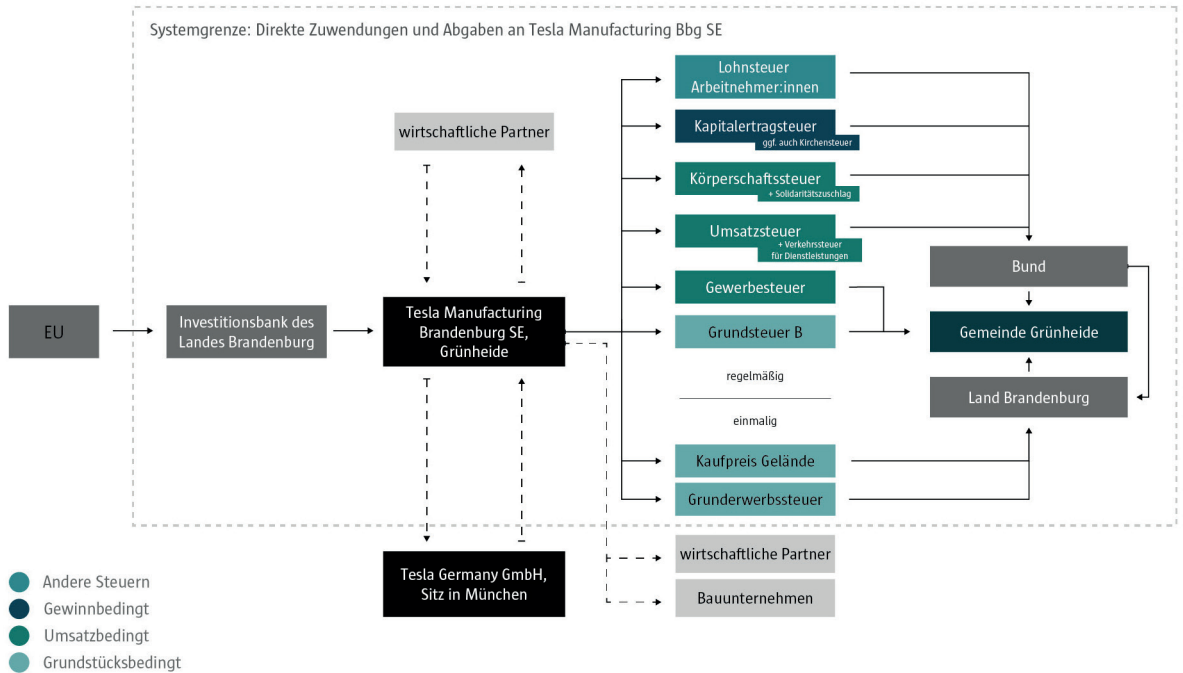 Systemgrenze: Direkte Zuwendungen und Abgaben an Tesla Manufacturing Bbg SE
Lohnsteuer
Arbeitnehmer:innen
wirtschaftliche Partner
Kapitalertragsteuer
ggf. auch Kirchensteuer
Körperschaftssteuer
+ Solidaritätszuschlag
Umsatzsteuer
+ Verkehrssteuer
für Dienstleistungen
Bund
Gewerbesteuer
EU
Investitionsbank des
Landes Brandenburg
Tesla Manufacturing
Brandenburg SE,
Grünheide
Grundsteuer B
Gemeinde Grünheide
regelmäßig
Land Brandenburg
einmalig
Kaufpreis Gelände
Grunderwerbssteuer
Tesla Germany GmbH,
Sitz in München
wirtschaftliche Partner
Bauunternehmen
Andere Steuern
Gewinnbedingt
Umsatzbedingt
Grundstücksbedingt